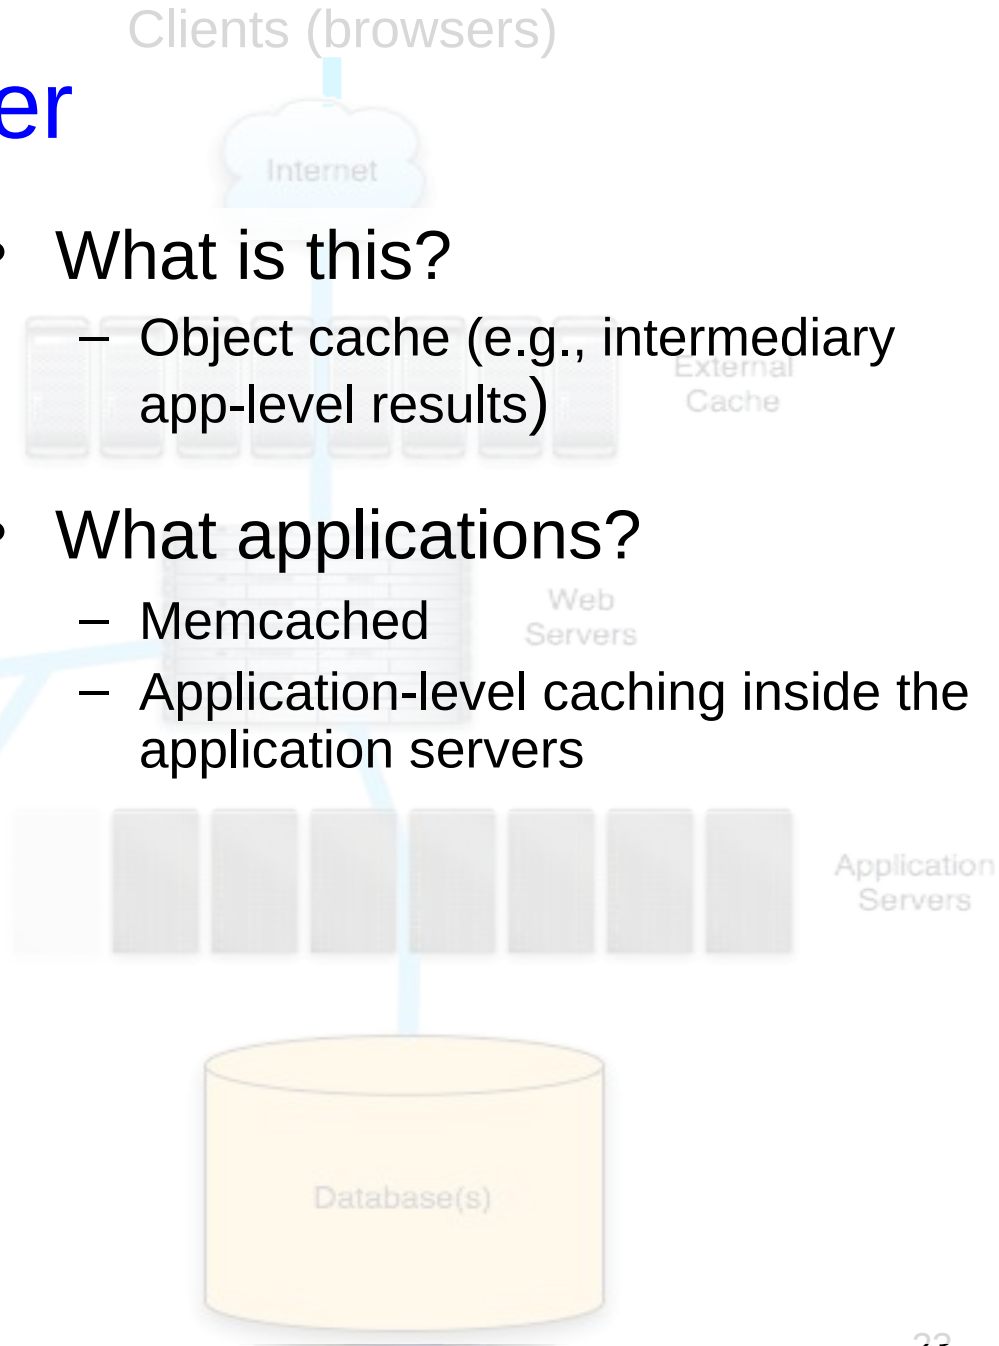 Clients (browsers)
er
Internet
• What is this?
– Object cache (e.g., intermediary
app-level results)
External
Cache
• What applications?
– Memcached
Web
Servers
– Application-level caching inside the
application servers
Application
Servers
Database(s)